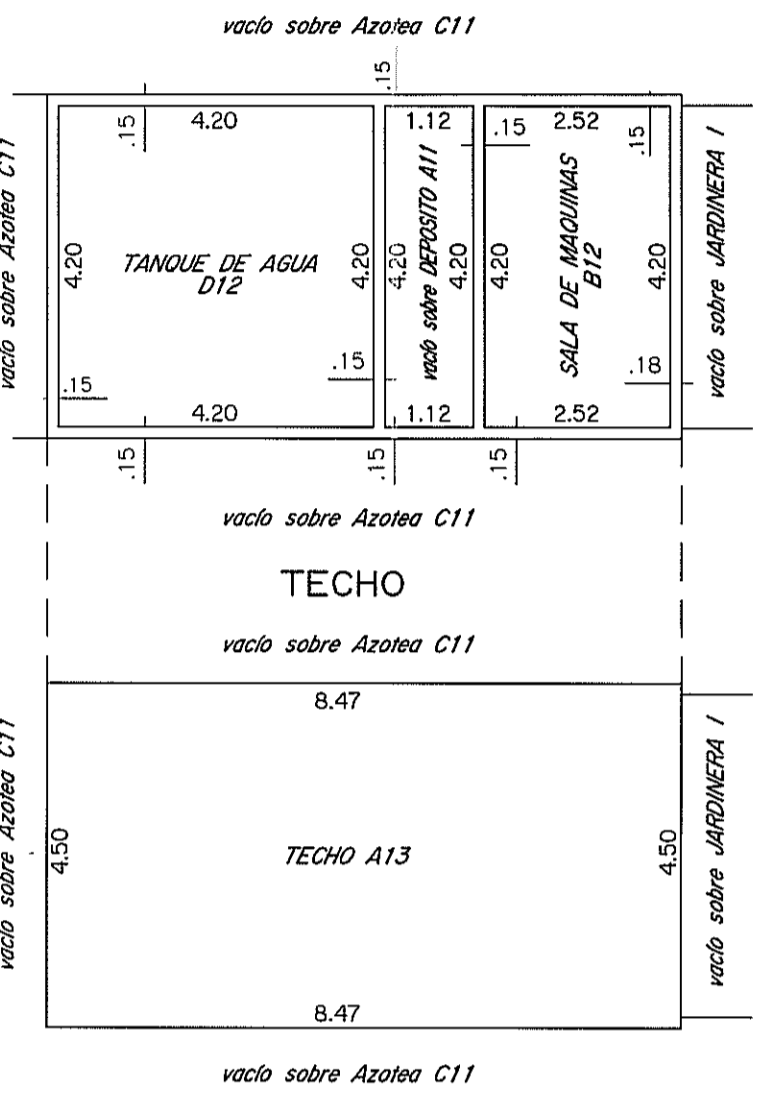 vacío sobre Azotea C11
.15
vacío sobre Azotea C11
.15
4.20
1.12
.15
2.52
.15
4.20
TANQUE DE AGUA
D12
4.20
4.20
vacío sobre DEPOSITO A11
4.20
4.20
SALA DE MAQUINAS
B12
4.20
vacío sobre JARDINERA I
.15
.15
.18
4.20
1.12
2.52
.15
.15
.15
vacío sobre Azotea C11
TECHO
vacío sobre Azotea C11
8.47
vacío sobre Azotea C11
4.50
TECHO A13
4.50
vacío sobre JARDINERA I
8.47
vacío sobre Azotea C11